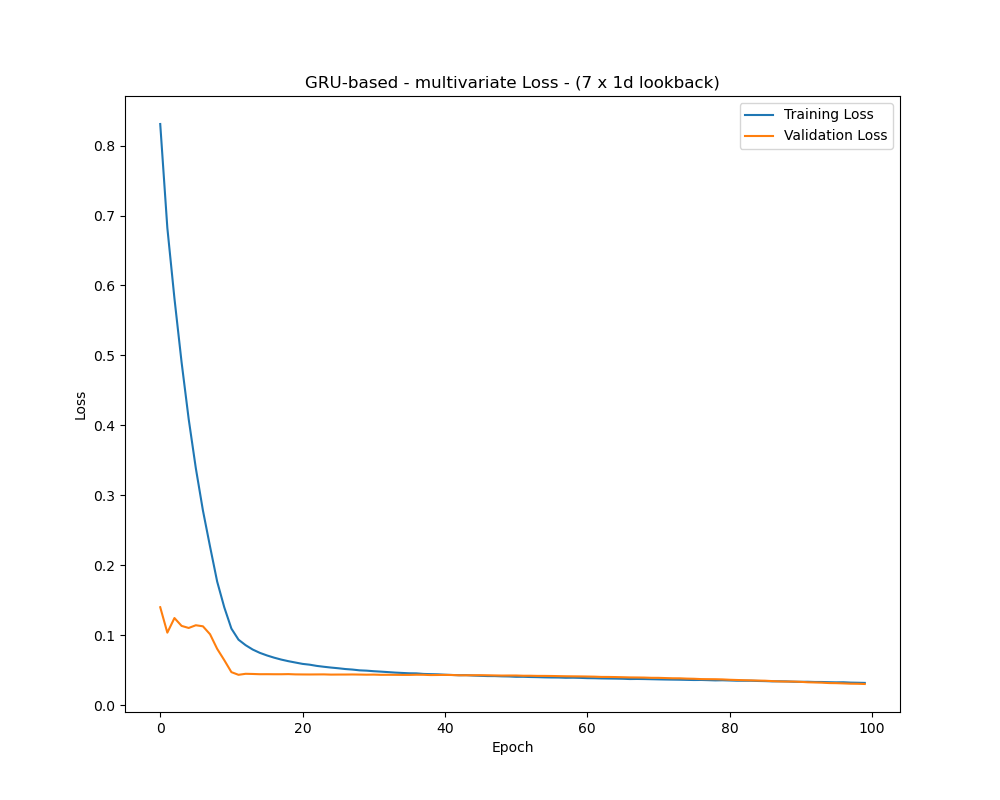 GRU-based - multivariate Loss - (7 x 1d lookback)
Training Loss
Validation Loss
0.8
0.7
0.6
0.5
0.4
0.3
0.2
0.1
0.0
Loss
0 20 40 60 80 100
Epoch